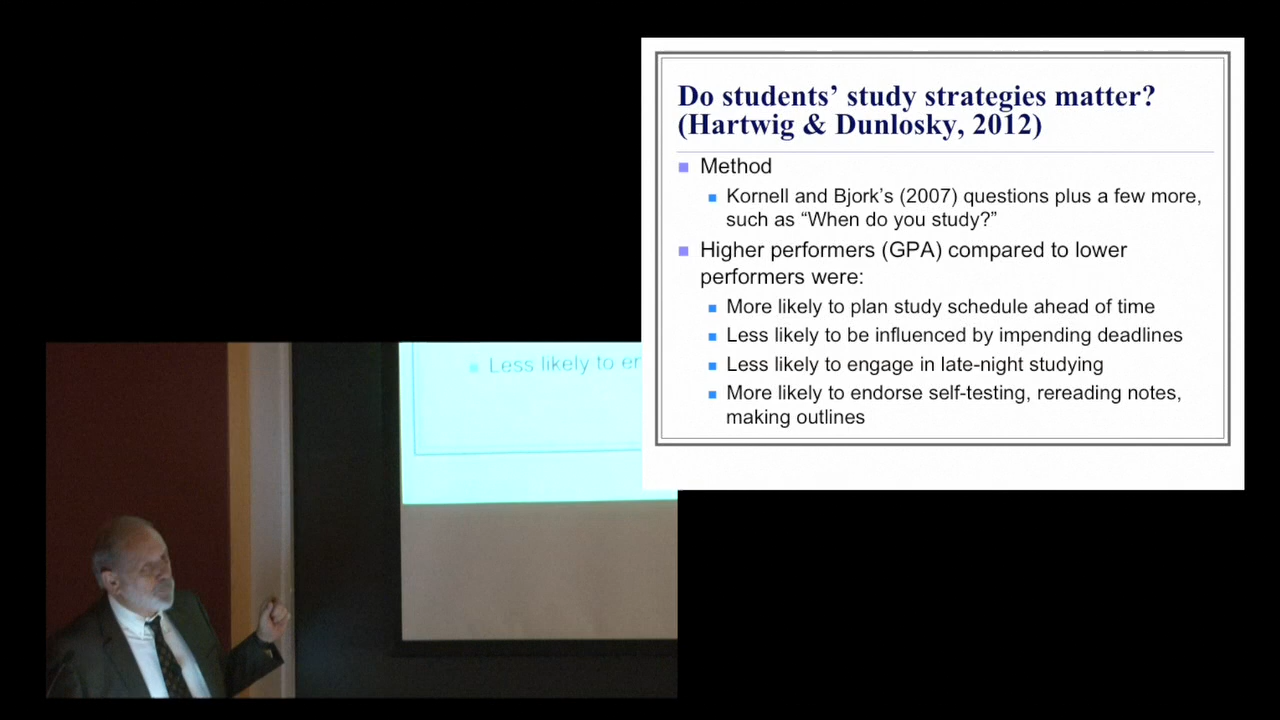 Do students’ study strategies matter?
(Hartwig & Dunlosky, 2012)
Method
Kornell and Bjork’s (2007) questions plus a few more,
such as “When do you study?”
Higher performers (GPA) compared to lower
performers were:
More likely to plan study schedule ahead of time
Less likely to be influenced by impending deadlines
Less likely to engage in late-night studying
More likely to endorse self-testing, rereading notes,
making outlines
Less likely to er